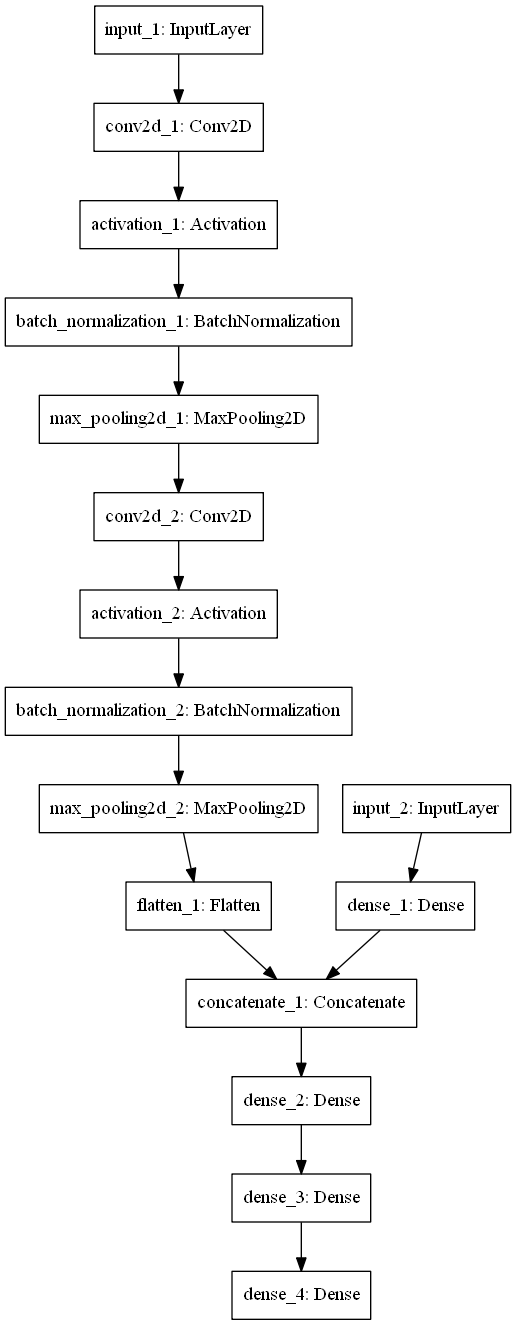 input_1: InputLayer
conv2d_1: Conv2D
activation_1: Activation
batch_normalization_1: BatchNormalization
max_pooling2d_1: MaxPooling2D
conv2d_2: Conv2D
activation_2: Activation
batch_normalization_2: BatchNormalization
max_pooling2d_2: MaxPooling2D
input_2: InputLayer
flatten_1: Flatten
dense_1: Dense
concatenate_1: Concatenate
dense_2: Dense
dense_3: Dense
dense_4: Dense